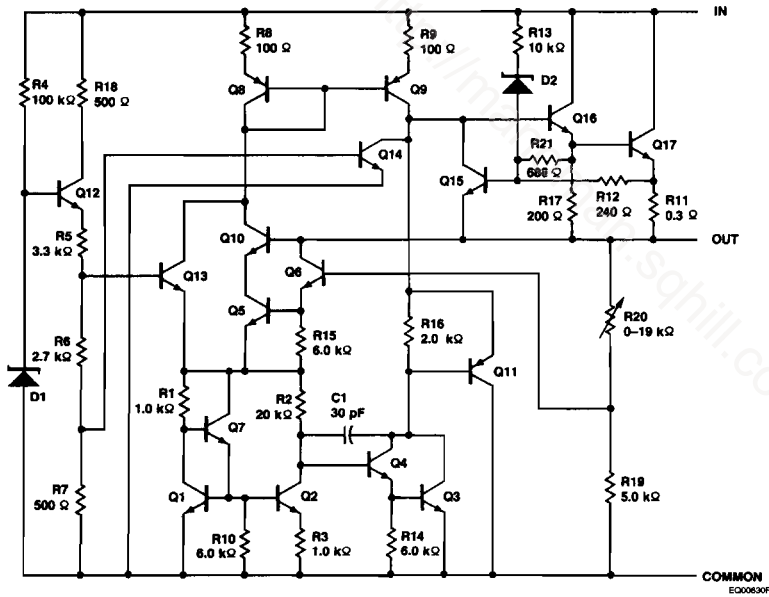 IN
R8
100 Ω
R9
100 Ω
R13
10 kΩ
D2
R4
100 kΩ
R18
500 Ω
Q8
Q9
Q16
Q17
Q14
R21
686 Ω
Q15
Q12
R17
200 Ω
R12
240 Ω
R11
0.3 Ω
R5
3.3 kΩ
Q10
OUT
Q13
Q6
Q5
R16
2.0 kΩ
R20
0–19 kΩ
R6
2.7 kΩ
R15
6.0 kΩ
Q11
D1
R1
1.0 kΩ
R2
20 kΩ
C1
30 pF
Q7
Q4
R7
500 Ω
Q1
Q2
Q3
R19
5.0 kΩ
R10
6.0 kΩ
R3
1.0 kΩ
R14
6.0 kΩ
COMMON
EQ00630F